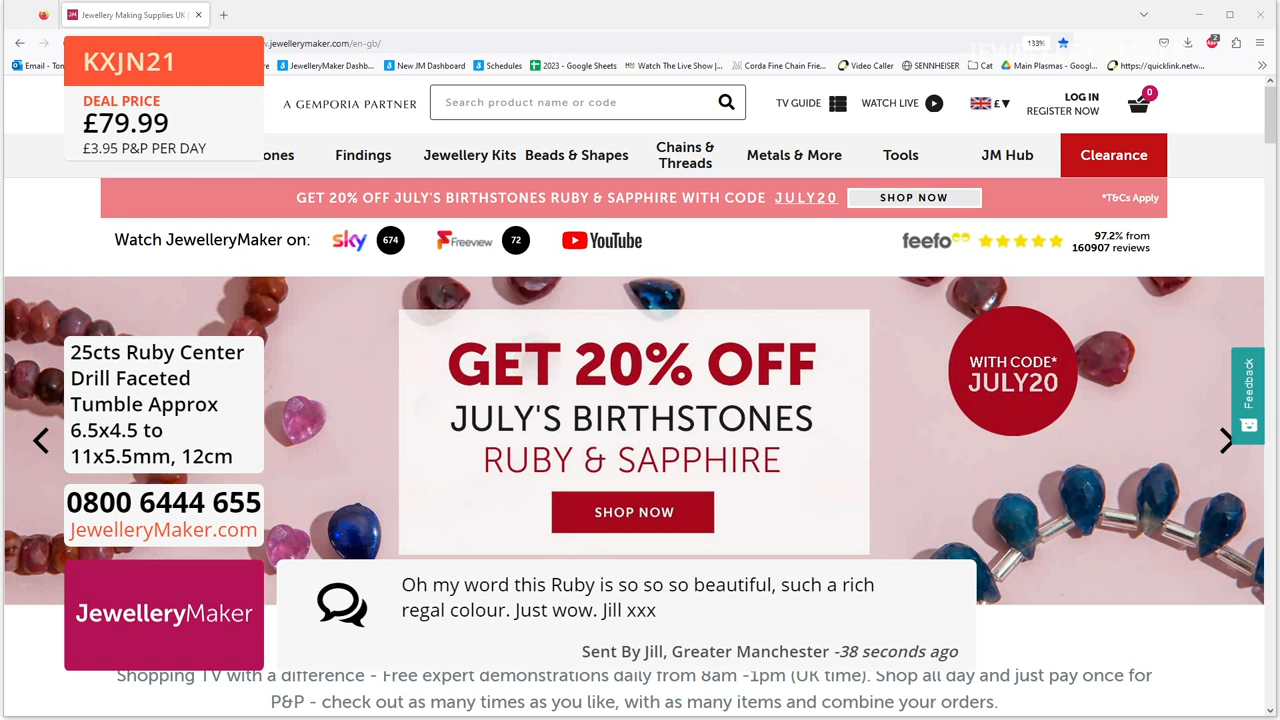 Jewellery Making Supplies UK |
KXJN21
w.jewellerymaker.com/en-gb/
133%
2
Email - Tom
JewelleryMaker Dashb...
New JM Dashboard
Schedules
2023 - Google Sheets
Watch The Live Show |...
Corda Fine Chain Frie...
Video Caller
SENNHEISER
Cat
Main Plasmas - Googl...
https://quicklink.netw...
DEAL PRICE
£79.99
£3.95 P&P PER DAY
A GEMPORIA PARTNER
Search product name or code
TV GUIDE
WATCH LIVE
£
LOG IN
REGISTER NOW
0
ones
Findings
Jewellery Kits
Beads & Shapes
Chains &
Threads
Metals & More
Tools
JM Hub
Clearance
GET 20% OFF JULY'S BIRTHSTONES RUBY & SAPPHIRE WITH CODE JULY20
SHOP NOW
*T&Cs Apply
Watch JewelleryMaker on:
sky
674
Freeview
72
YouTube
feefo
97.2% from
160907 reviews
GET 20% OFF
JULY'S BIRTHSTONES
RUBY & SAPPHIRE
SHOP NOW
WITH CODE*
JULY20
Feedback
25cts Ruby Center
Drill Faceted
Tumble Approx
6.5x4.5 to
11x5.5mm, 12cm
0800 6444 655
JewelleryMaker.com
JewelleryMaker
Oh my word this Ruby is so so so beautiful, such a rich
regal colour. Just wow. Jill xxx
Sent By Jill, Greater Manchester -38 seconds ago
Shopping TV with a difference - Free expert demonstrations daily from 8am -1pm (UK time). Shop all day and just pay once for
P&P - check out as many times as you like, with as many items and combine your orders.